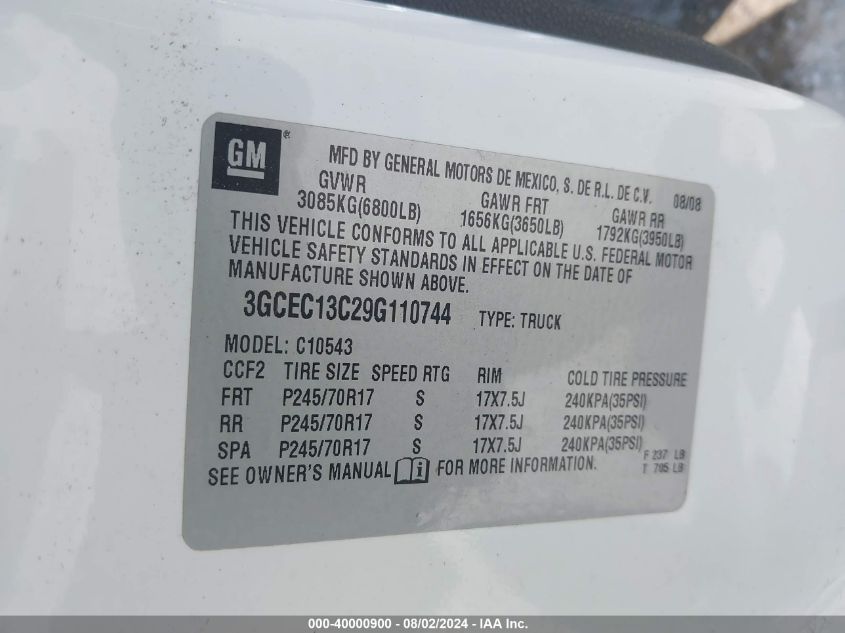 GM®
MFD BY GENERAL MOTORS DE MEXICO, S. DE R.L. DE C.V. 08/08
GVWR GAWR FRT GAWR RR
3085KG(6800LB) 1656KG(3650LB) 1792KG(3950LB)
THIS VEHICLE CONFORMS TO ALL APPLICABLE U.S. FEDERAL MOTOR
VEHICLE SAFETY STANDARDS IN EFFECT ON THE DATE OF
MANUFACTURE SHOWN ABOVE.
3GCEC13C29G110744 TYPE: TRUCK
MODEL: C10543
CCF2 TIRE SIZE SPEED RTG RIM COLD TIRE PRESSURE
FRT P245/70R17 S 17X7.5J 240KPA(35PSI)
RR P245/70R17 S 17X7.5J 240KPA(35PSI)
SPA P245/70R17 S 17X7.5J 240KPA(35PSI)
F 237 LB
T 705 LB
SEE OWNER'S MANUAL i FOR MORE INFORMATION.
000-40000900 - 08/02/2024 - IAA Inc.